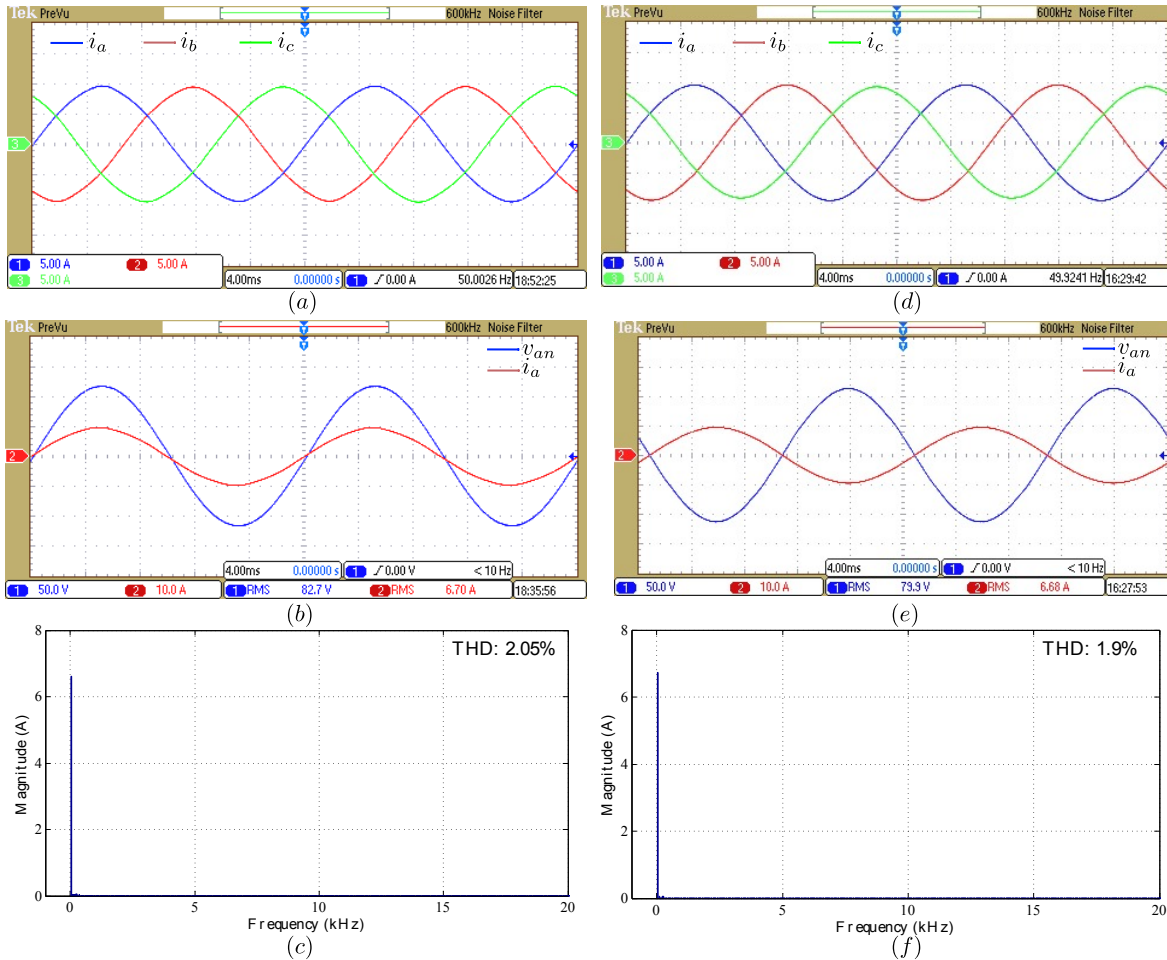 Tek PreVu 600kHz Noise Filter
i_a i_b i_c
3
1 5.00 A 2 5.00 A
3 5.00 A
4.00ms 0.00000 s 1 0.00 A 50.0026 Hz 18:52:25
(a)
Tek PreVu 600kHz Noise Filter
v_an
i_a
2
4.00ms 0.00000 s 1 0.00 V < 10 Hz
1 50.0 V 2 10.0 A 1 RMS 82.7 V 2 RMS 6.70 A 18:35:56
(b)
THD: 2.05%
Magnitude (A)
8
6
4
2
0
0 5 10 15 20
Frequency (kHz)
(c)
Tek PreVu 600kHz Noise Filter
i_a i_b i_c
3
1 5.00 A 2 5.00 A
3 5.00 A
4.00ms 0.00000 s 1 0.00 A 49.9241 Hz 16:29:42
(d)
Tek PreVu 600kHz Noise Filter
v_an
i_a
2
4.00ms 0.00000 s 1 0.00 V < 10 Hz
1 50.0 V 2 10.0 A 1 RMS 79.9 V 2 RMS 6.68 A 16:27:53
(e)
THD: 1.9%
Magnitude (A)
8
6
4
2
0
0 5 10 15 20
Frequency (kHz)
(f)